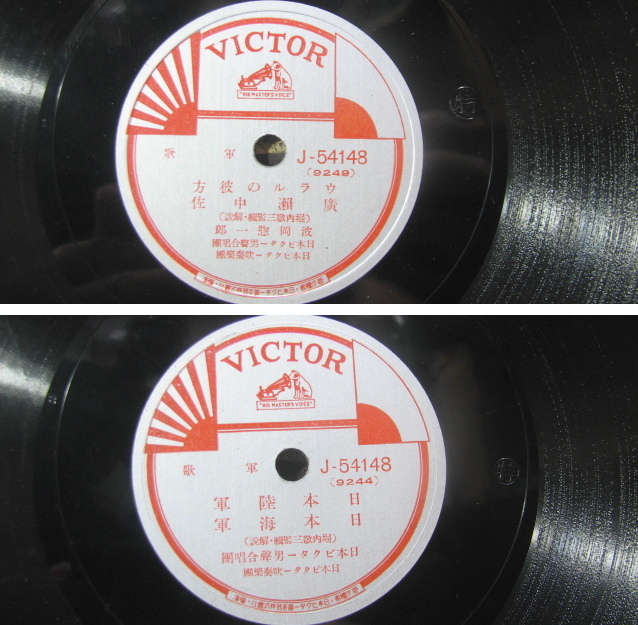 VICTOR
"HIS MASTER'S VOICE"
軍歌
J-54148
(9249)
ウラルの彼方
廣瀬中佐
(堀内敬三編輯・解説)
波岡惣一郎
日本ビクター男聲合唱團
日本ビクター吹奏樂團
VICTOR
"HIS MASTER'S VOICE"
軍歌
J-54148
(9244)
日本陸軍
日本海軍
(堀内敬三編輯・解説)
日本ビクター男聲合唱團
日本ビクター吹奏樂團